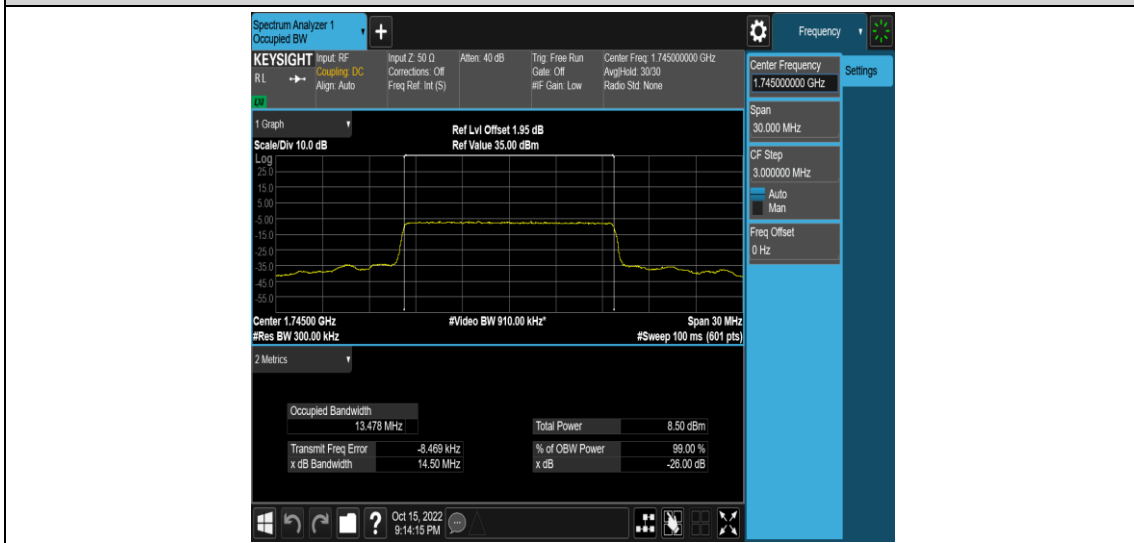 Spectrum Analyzer 1
Occupied BW
Frequency
KEYSIGHT
RL
LXI
Input: RF
Coupling: DC
Align: Auto
Input Z: 50 Ω
Corrections: Off
Freq Ref: Int (S)
Atten: 40 dB
Trig: Free Run
Gate: Off
#IF Gain: Low
Center Freq: 1.745000000 GHz
Avg|Hold: 30/30
Radio Std: None
Center Frequency
1.745000000 GHz
Settings
Span
30.000 MHz
CF Step
3.000000 MHz
Auto
Man
Freq Offset
0 Hz
1 Graph
Scale/Div 10.0 dB
Ref Lvl Offset 1.95 dB
Ref Value 35.00 dBm
Log
25.0
15.0
5.00
-5.00
-15.0
-25.0
-35.0
-45.0
-55.0
Center 1.74500 GHz
#Video BW 910.00 kHz*
Span 30 MHz
#Res BW 300.00 kHz
#Sweep 100 ms (601 pts)
2 Metrics
Occupied Bandwidth
13.478 MHz
Total Power 8.50 dBm
Transmit Freq Error -8.469 kHz
% of OBW Power 99.00 %
x dB Bandwidth 14.50 MHz
x dB -26.00 dB
?
Oct 15, 2022
9:14:15 PM